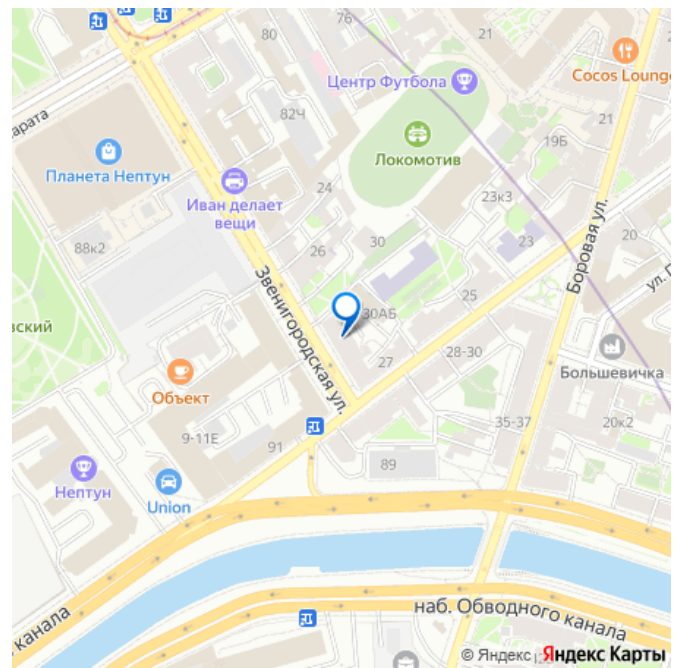 76
80
21
Центр Футбола
Cocos Lounge
арата
82Ч
21
19Б
Локомотив
Планета Нептун
24
Иван делает
вещи
23к3
88к2
26
30
23
20
Боровая ул.
ул. П
Звенигородская ул.
25
вский
30АБ
27
28-30
Большевичка
Объект
9-11Е
91
35-37
20к2
89
Нептун
Union
канала
наб. Обводного канала
© Яндекс
Яндекс Карты